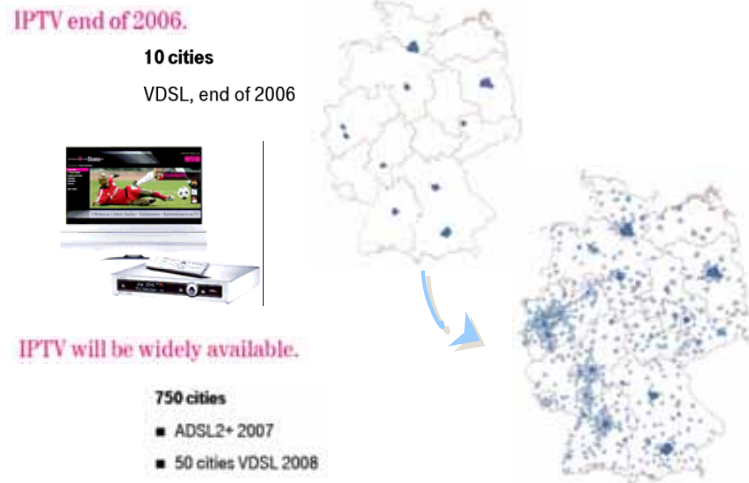 IPTV end of 2006.
10 cities
VDSL, end of 2006
IPTV will be widely available.
750 cities
■ ADSL2+ 2007
■ 50 cities VDSL 2008